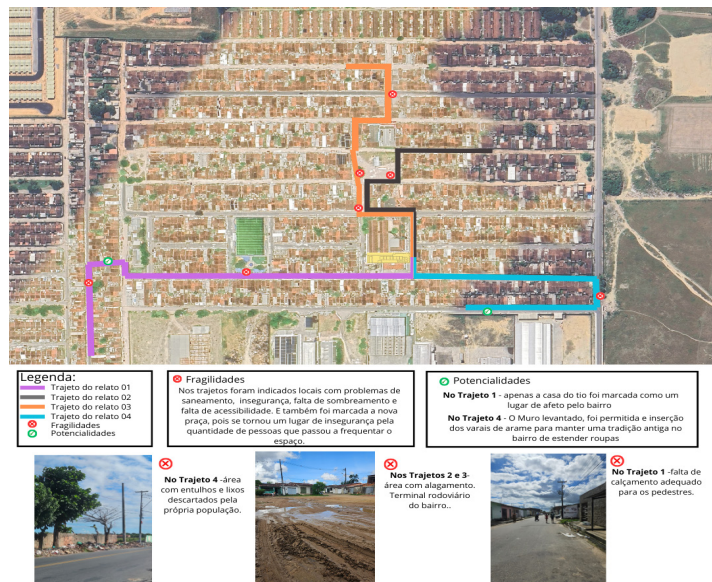 Legenda:
Trajeto do relato 01
Trajeto do relato 02
Trajeto do relato 03
Trajeto do relato 04
Fragilidades
Potencialidades
Fragilidades
Nos trajetos foram indicados locais com problemas de
saneamento, insegurança, falta de sombreamento e
falta de acessibilidade. E também foi marcada a nova
praça, pois se tornou um lugar de insegurança pela
quantidade de pessoas que passou a frequentar o
espaço.
Potencialidades
No Trajeto 1 - apenas a casa do tio foi marcada como um
lugar de afeto pelo bairro
No Trajeto 4 - O Muro levantado, foi permitida e inserção
dos varais de arame para manter uma tradição antiga no
bairro de estender roupas
No Trajeto 4 -área
com entulhos e lixos
descartados pela
própria população.
Nos Trajetos 2 e 3-
área com alagamento.
Terminal rodoviário
do bairro..
No Trajeto 1 -falta de
calçamento adequado
para os pedestres.